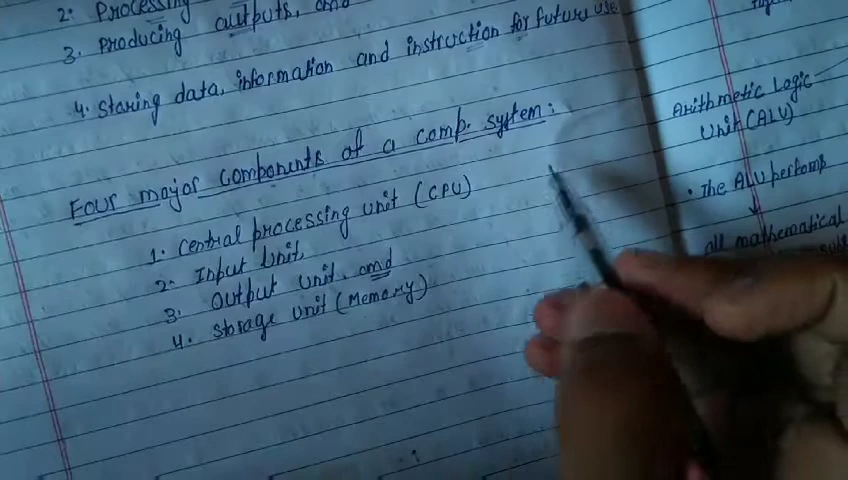 2. Processing
3. Producing outputs, and
4. Storing data, information and instruction for future use
Four major components of a comp. system:
1. Central processing unit (CPU)
2. Input Unit,
3. Output unit, and
4. Storage unit (Memory)
Arithmetic Logic
Unit (ALU)
• The ALU perform
all mathematical